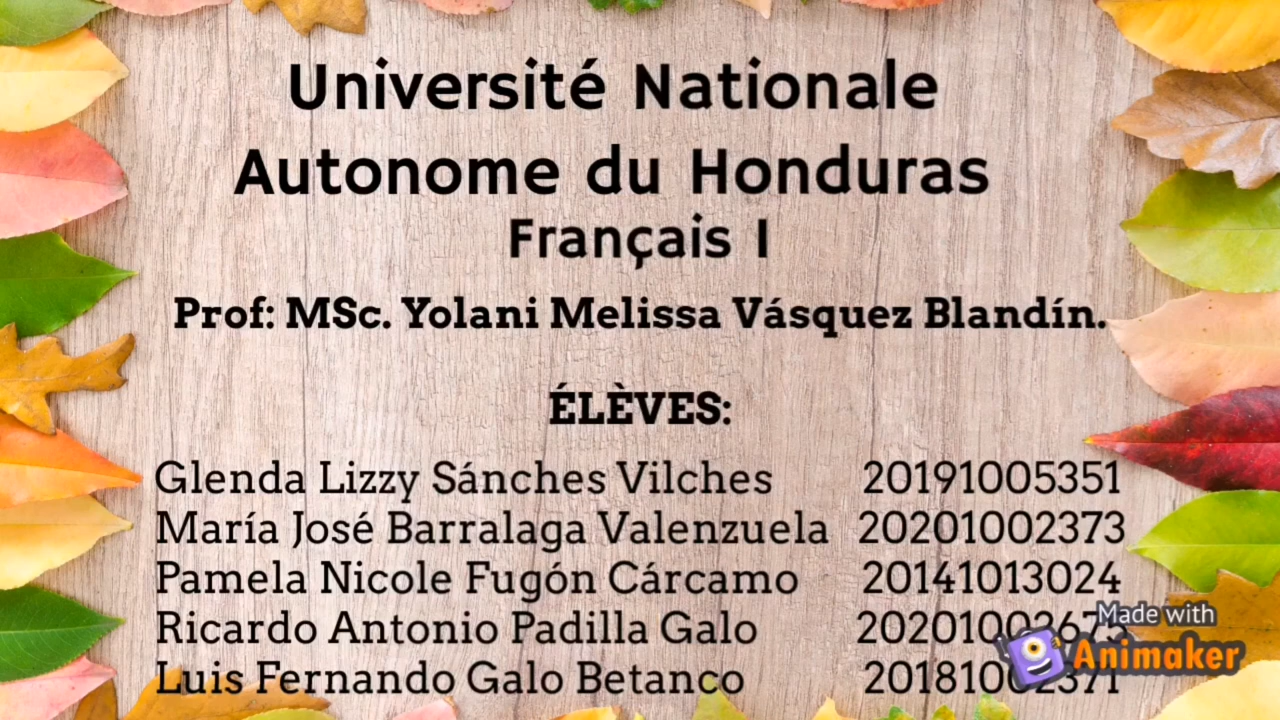 Université Nationale
Autonome du Honduras
Français I
Prof: MSc. Yolani Melissa Vásquez Blandín.
ÉLÈVES:
Glenda Lizzy Sánches Vilches 20191005351
María José Barralaga Valenzuela 20201002373
Pamela Nicole Fugón Cárcamo 20141013024
Ricardo Antonio Padilla Galo
Luis Fernando Galo Betanco
Made with
Animaker